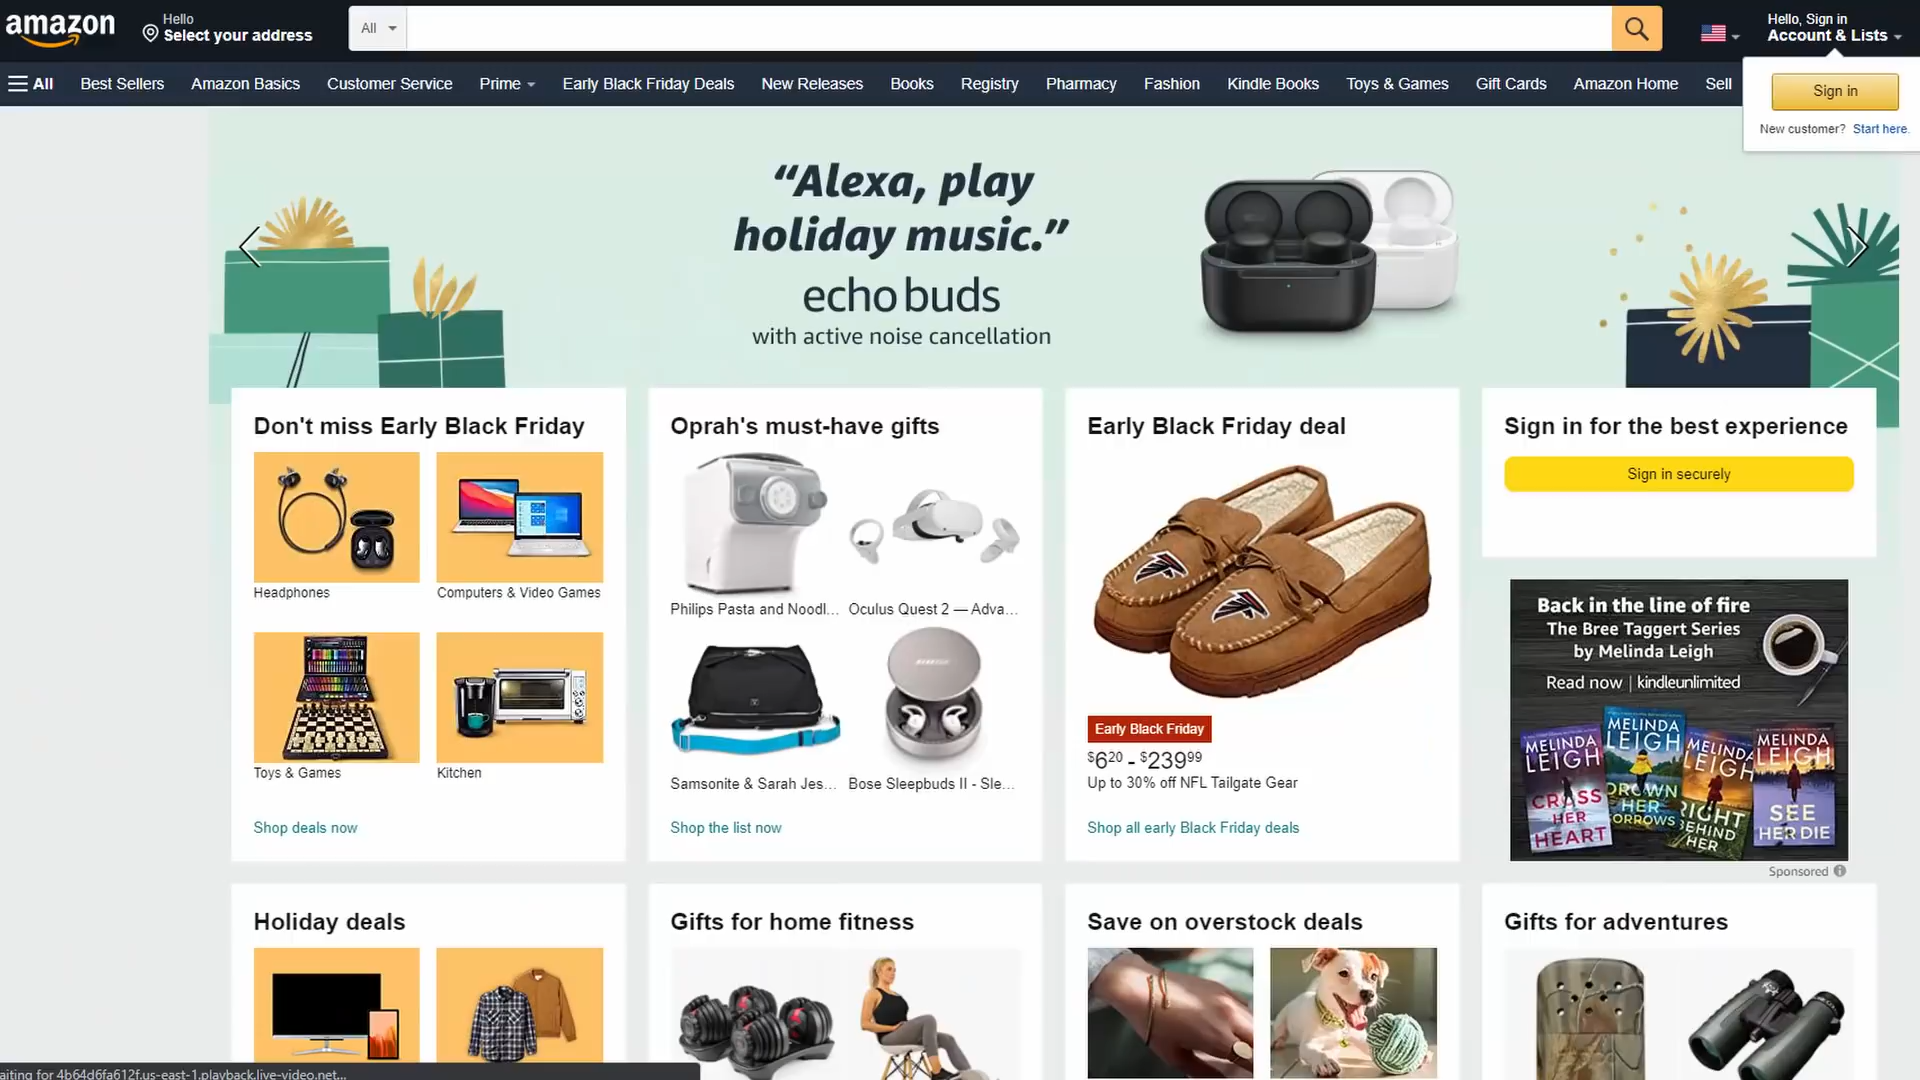 amazon
Hello
Select your address
All
Hello, Sign in
Account & Lists
All
Best Sellers
Amazon Basics
Customer Service
Prime
Early Black Friday Deals
New Releases
Books
Registry
Pharmacy
Fashion
Kindle Books
Toys & Games
Gift Cards
Amazon Home
Sell
Sign in
New customer? Start here.
“Alexa, play
holiday music.”
echo buds
with active noise cancellation
Don't miss Early Black Friday
Headphones
Computers & Video Games
Toys & Games
Kitchen
Shop deals now
Oprah's must-have gifts
Philips Pasta and Noodl...
Oculus Quest 2 — Adva...
Samsonite & Sarah Jes...
Bose Sleepbuds II - Sle...
Shop the list now
Early Black Friday deal
Early Black Friday
$620 - $23999
Up to 30% off NFL Tailgate Gear
Shop all early Black Friday deals
Sign in for the best experience
Sign in securely
Back in the line of fire
The Bree Taggert Series
by Melinda Leigh
Read now | kindleunlimited
MELINDA
LEIGH
CROSS
HER
HEART
MELINDA
LEIGH
DROWN
HER
SORROWS
MELINDA
LEIGH
RIGHT
BEHIND
HER
MELINDA
LEIGH
SEE
HER DIE
Sponsored
Holiday deals
Gifts for home fitness
Save on overstock deals
Gifts for adventures
aiting for 4b64d6fa612f.us-east-1.playback.live-video.net...